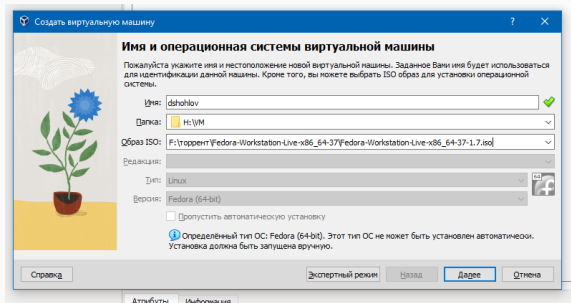 Создать виртуальную машину
? ×
Имя и операционная системы виртуальной машины
Пожалуйста укажите имя и местоположение новой виртуальной машины. Заданное Вами имя будет использоваться
для идентификации данной машины. Кроме того, вы можете выбрать ISO образ для установки операционной
системы.
Имя: dshohlov
Папка: H:\VM
Образ ISO: F:\торрент\Fedora-Workstation-Live-x86_64-37\Fedora-Workstation-Live-x86_64-37-1.7.iso
Редакция:
Тип: Linux
64
Версия: Fedora (64-bit)
Пропустить автоматическую установку
Определённый тип ОС: Fedora (64-bit). Этот тип ОС не может быть установлен автоматически.
Установка должна быть запущена вручную.
Справка Экспертный режим Назад Далее Отмена
Атрибуты Информация